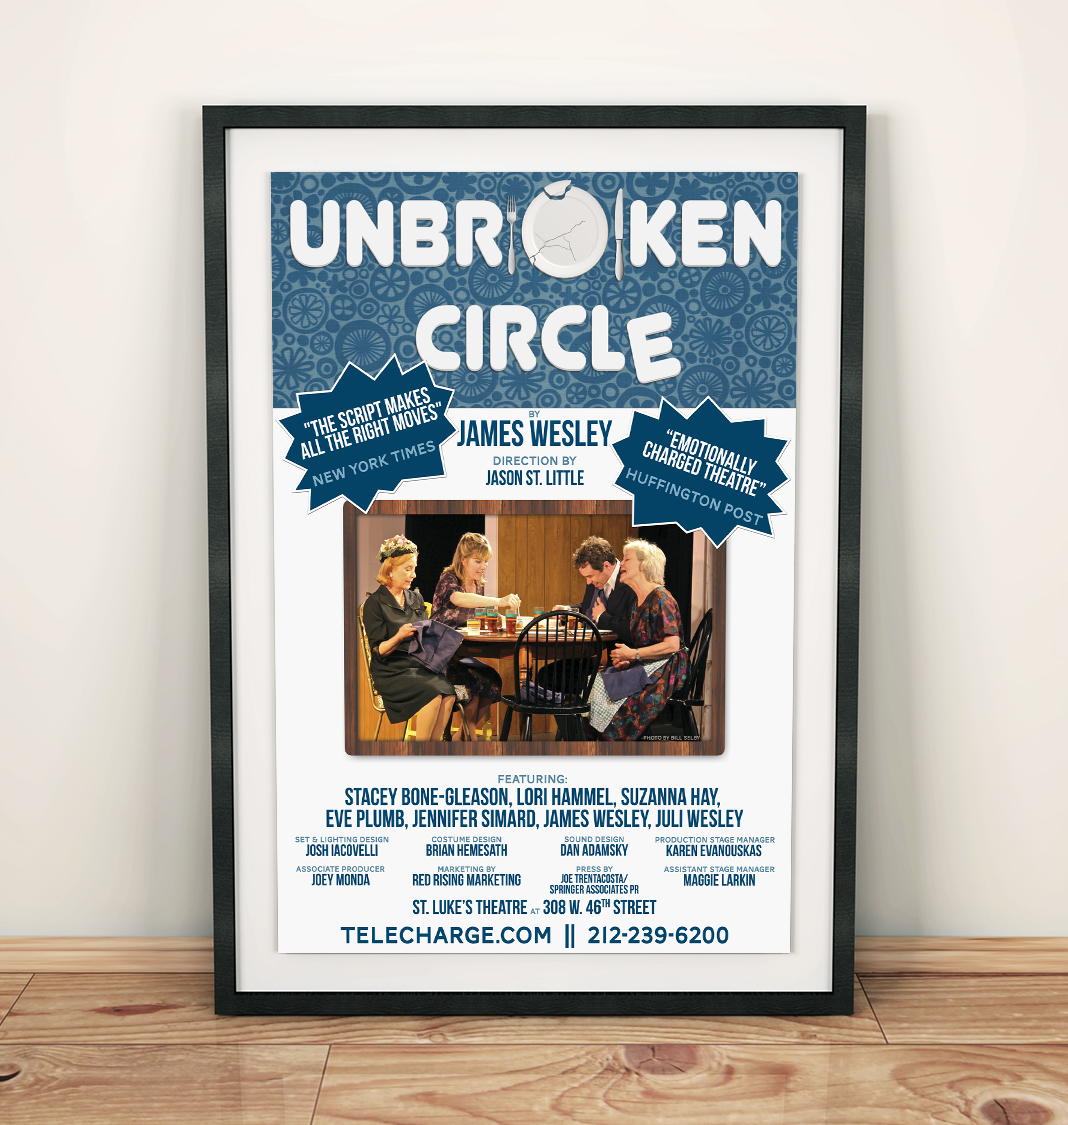 UNBROKEN
CIRCLE
"THE SCRIPT MAKES
ALL THE RIGHT MOVES"
NEW YORK TIMES
BY
JAMES WESLEY
DIRECTION BY
JASON ST. LITTLE
"EMOTIONALLY
CHARGED THEATRE"
HUFFINGTON POST
PHOTO BY BILL SELBY
FEATURING:
STACEY BONE-GLEASON, LORI HAMMEL, SUZANNA HAY,
EVE PLUMB, JENNIFER SIMARD, JAMES WESLEY, JULI WESLEY
SET & LIGHTING DESIGN
JOSH IACOVELLI
COSTUME DESIGN
BRIAN HEMESATH
SOUND DESIGN
DAN ADAMSKY
PRODUCTION STAGE MANAGER
KAREN EVANOUSKAS
ASSOCIATE PRODUCER
JOEY MONDA
MARKETING BY
RED RISING MARKETING
PRESS BY
JOE TRENTACOSTA/
SPRINGER ASSOCIATES PR
ASSISTANT STAGE MANAGER
MAGGIE LARKIN
ST. LUKE'S THEATRE AT 308 W. 46TH STREET
TELECHARGE.COM || 212-239-6200